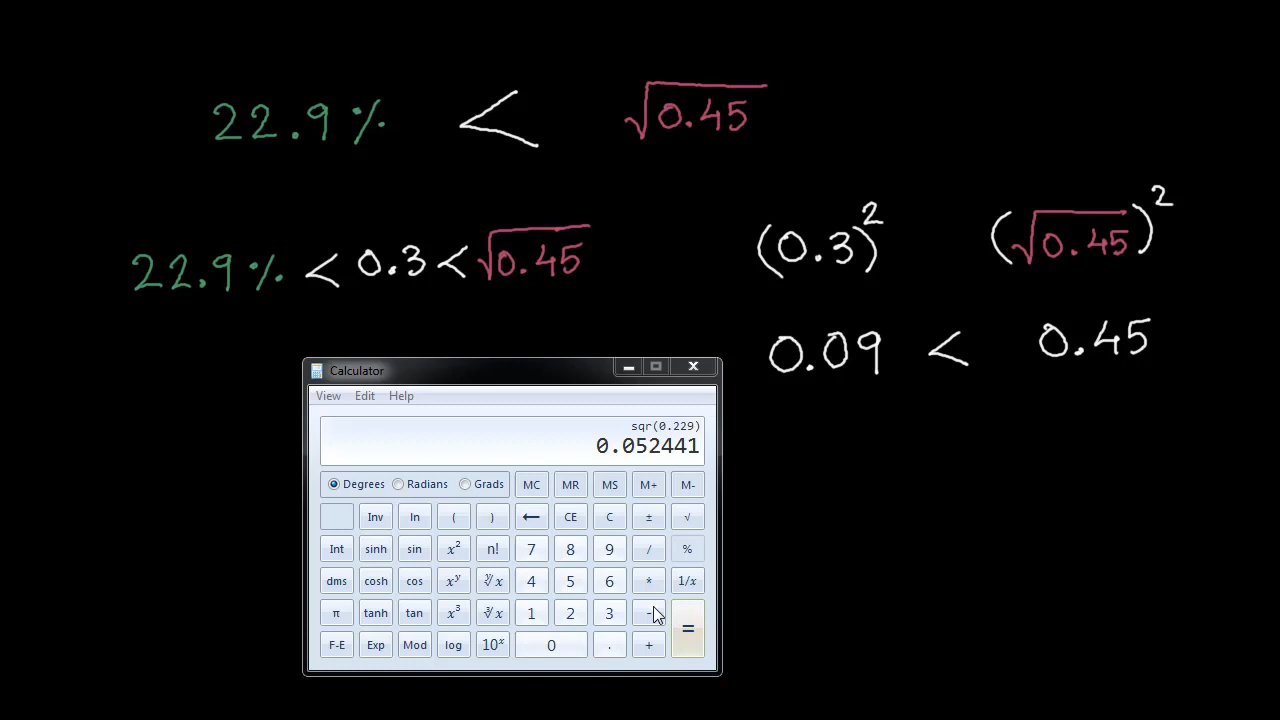 22.9% < √0.45
22.9% < 0.3 < √0.45
(0.3)² (√0.45)²
0.09 < 0.45
Calculator
View Edit Help
sqr(0.229)
0.052441
Degrees Radians Grads MC MR MS M+ M-
Inv ln ( ) ← CE C ± √
Int sinh sin x² n! 7 8 9 / %
dms cosh cos xʸ ʸ√x 4 5 6 * 1/x
π tanh tan x³ ³√x 1 2 3 - =
F-E Exp Mod log 10ˣ 0 . +